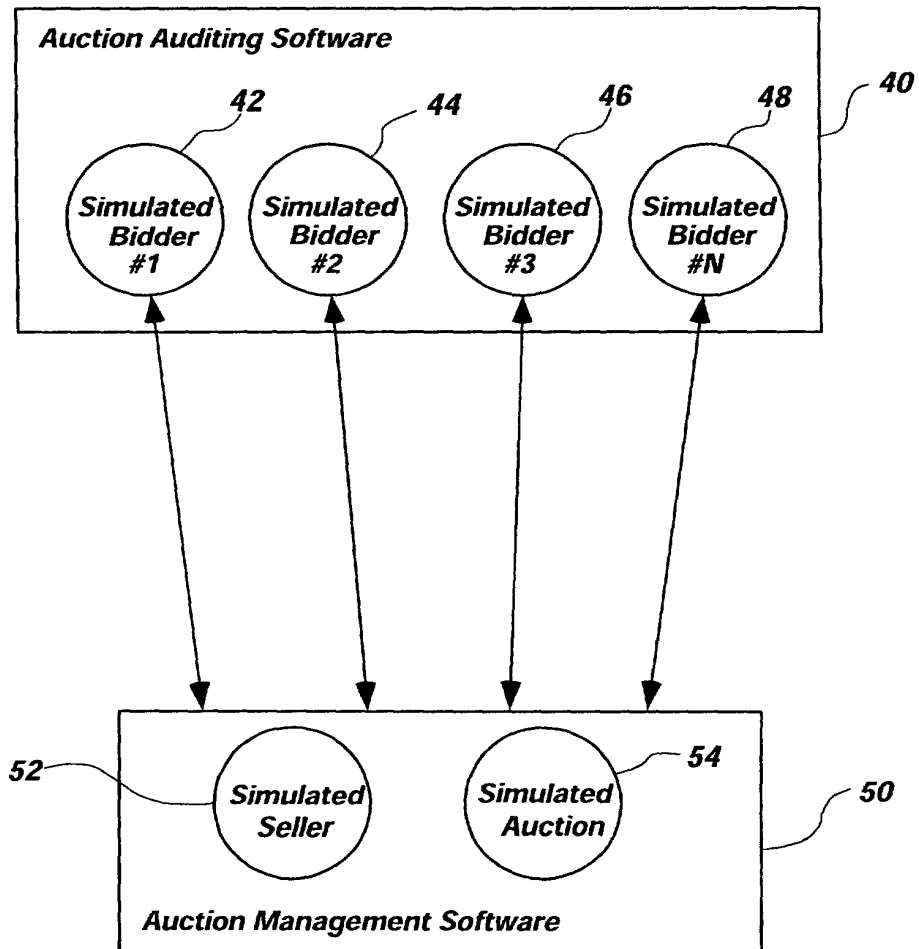 Auction Auditing Software
42
44
46
48
40
Simulated
Bidder
#1
Simulated
Bidder
#2
Simulated
Bidder
#3
Simulated
Bidder
#N
52
Simulated
Seller
Simulated
Auction
54
50
Auction Management Software